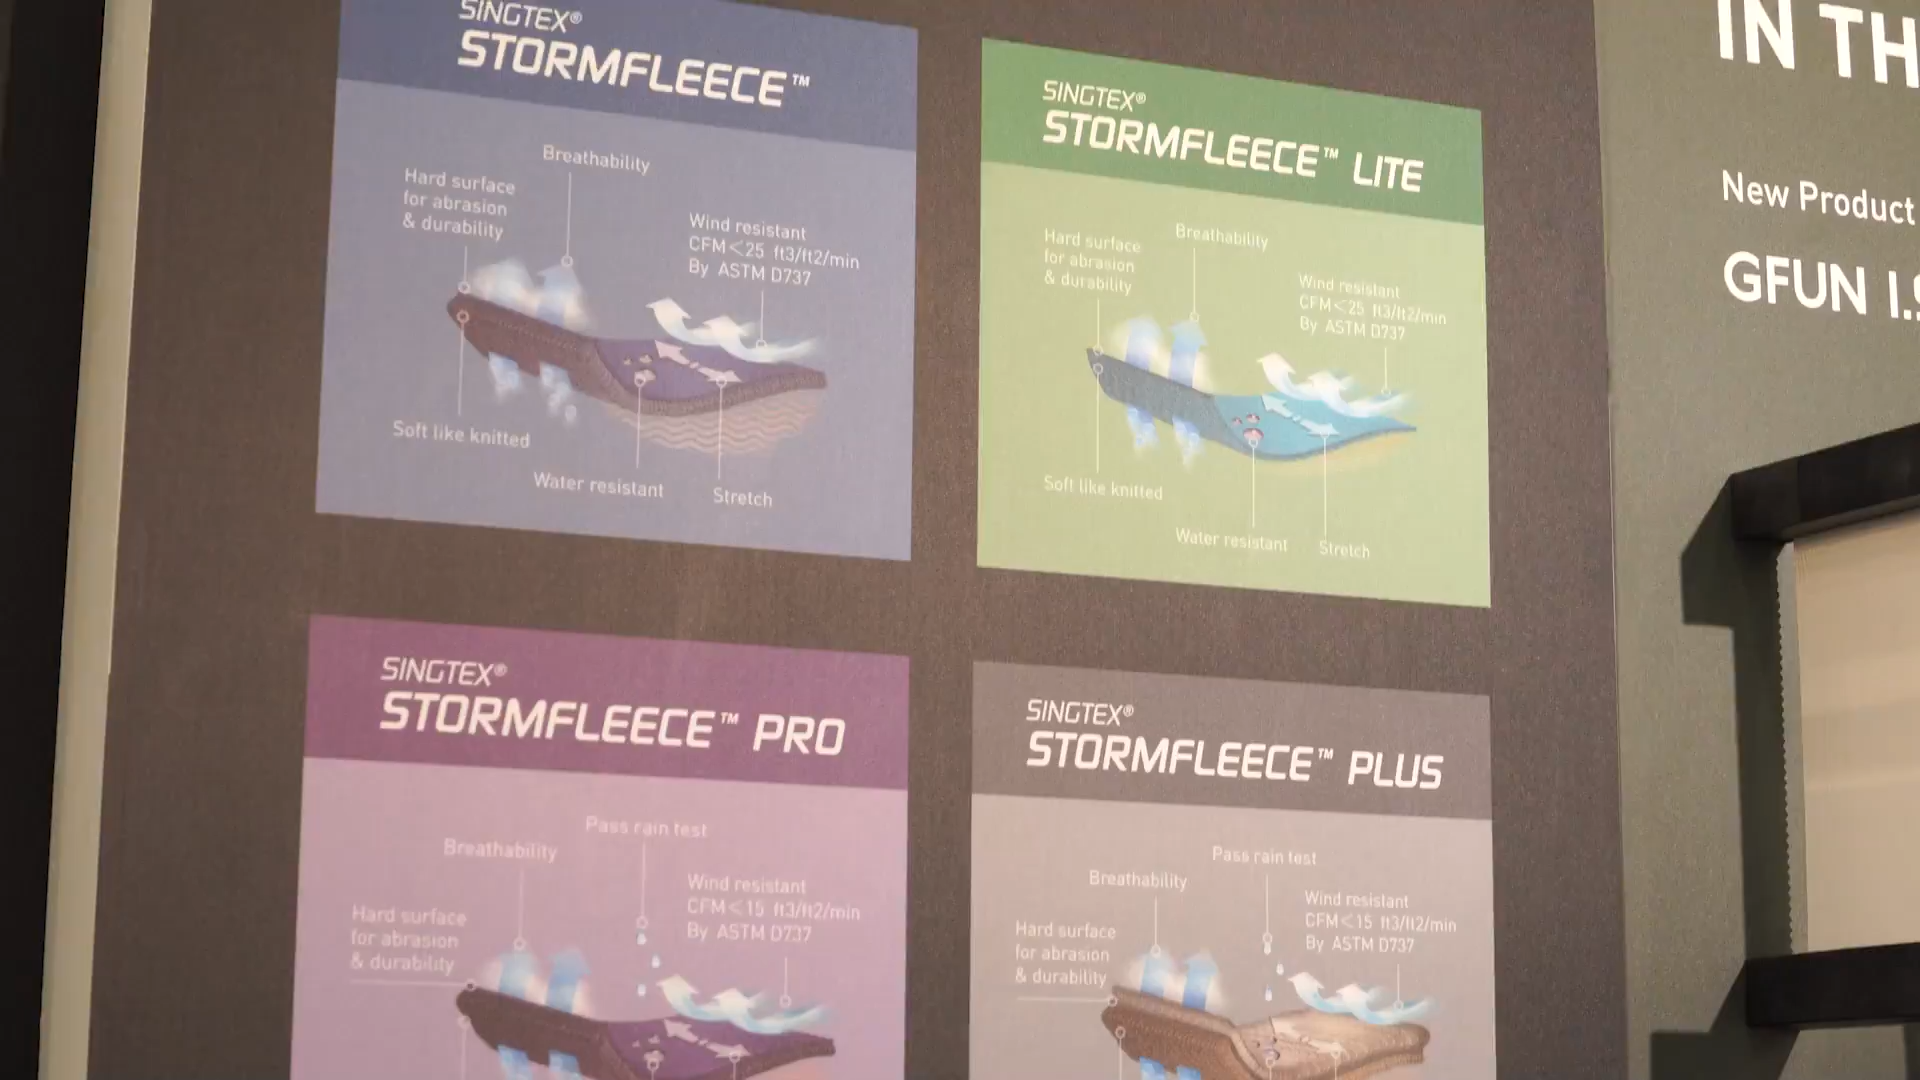 SINGTEX®
STORMFLEECE™
Breathability
Hard surface
for abrasion
& durability
Wind resistant
CFM<25 ft3/ft2/min
By ASTM D737
Soft like knitted
Water resistant
Stretch
SINGTEX®
STORMFLEECE™ LITE
Breathability
Hard surface
for abrasion
& durability
Wind resistant
CFM<25 ft3/ft2/min
By ASTM D737
Soft like knitted
Water resistant
Stretch
SINGTEX®
STORMFLEECE™ PRO
Pass rain test
Breathability
Wind resistant
CFM<15 ft3/ft2/min
By ASTM D737
Hard surface
for abrasion
& durability
SINGTEX®
STORMFLEECE™ PLUS
Pass rain test
Breathability
Wind resistant
CFM<15 ft3/ft2/min
By ASTM D737
Hard surface
for abrasion
& durability
IN TH
New Product
GFUN I.